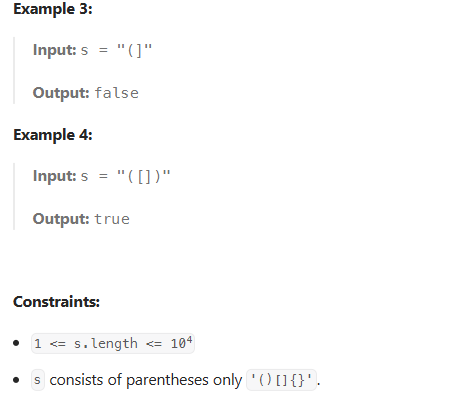 Example 3:
Input: s = "(]"
Output: false
Example 4:
Input: s = "([])"
Output: true
Constraints:
• 1 <= s.length <= 10⁴
• s consists of parentheses only '()[]{}'.